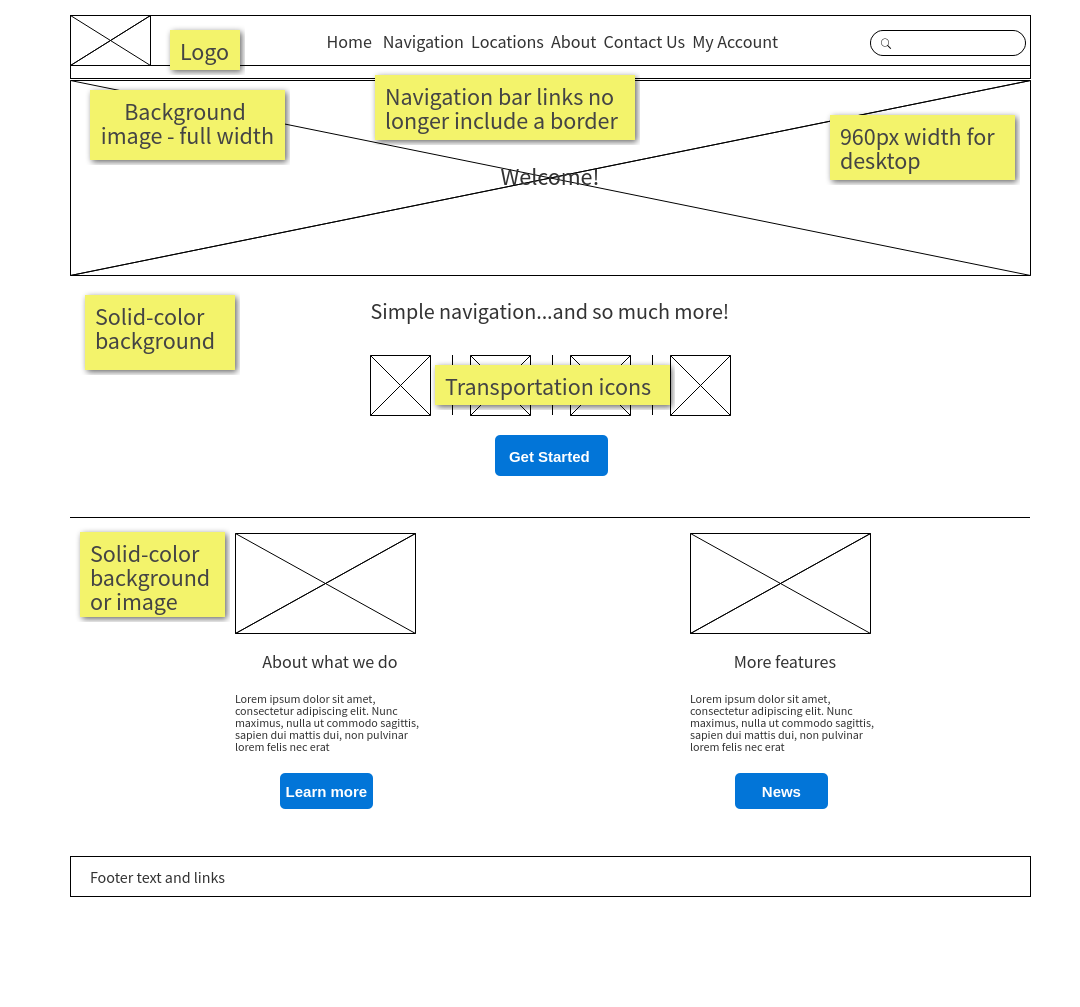 Logo
Home Navigation Locations About Contact Us My Account
Background
image - full width
Navigation bar links no
longer include a border
960px width for
desktop
Welcome!
Solid-color
background
Simple navigation...and so much more!
Transportation icons
Get Started
Solid-color
background
or image
About what we do
Lorem ipsum dolor sit amet,
consectetur adipiscing elit. Nunc
maximus, nulla ut commodo sagittis,
sapien dui mattis dui, non pulvinar
lorem felis nec erat
Learn more
More features
Lorem ipsum dolor sit amet,
consectetur adipiscing elit. Nunc
maximus, nulla ut commodo sagittis,
sapien dui mattis dui, non pulvinar
lorem felis nec erat
News
Footer text and links